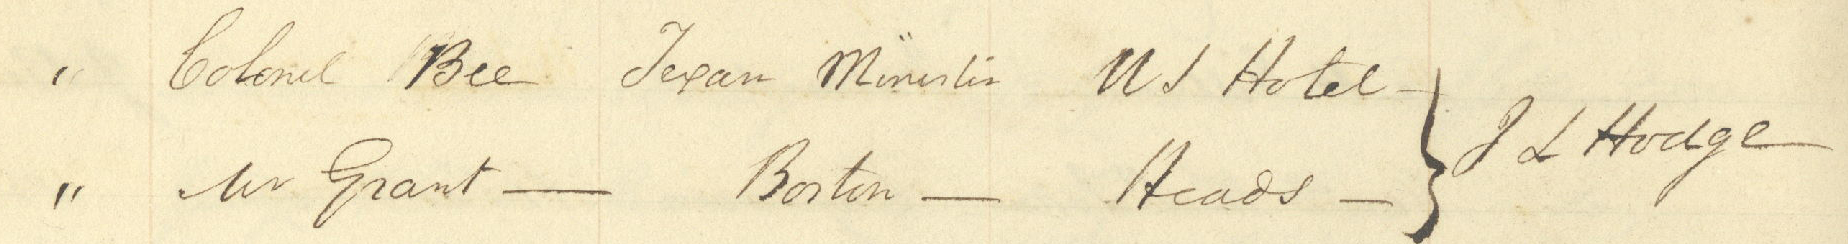 " Colonel Bee Texan Minister U S Hotel -
" Mr Grant — Boston — Heads —
J L Hodge